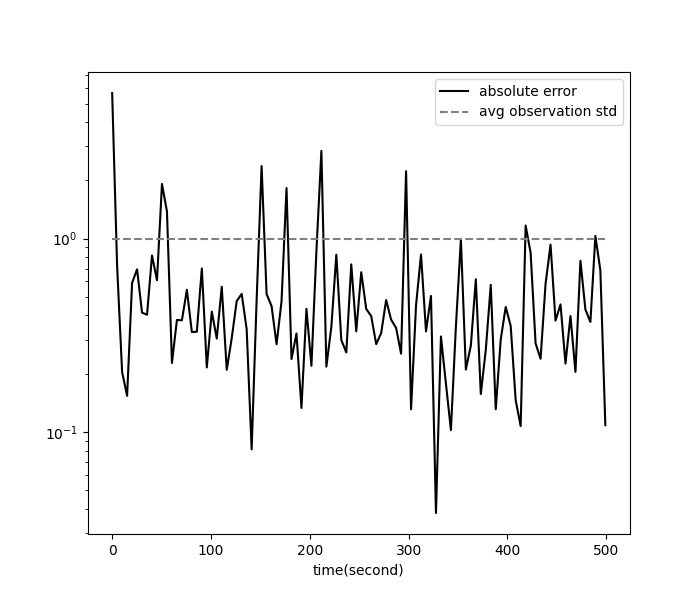 absolute error
avg observation std
10⁰
10⁻¹
0 100 200 300 400 500
time(second)